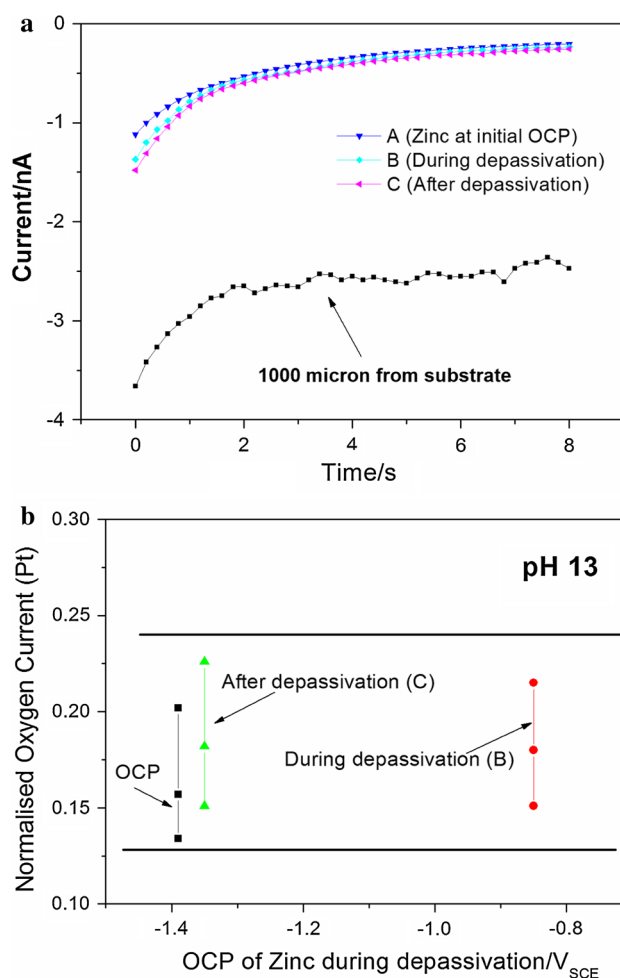 a
0
-1
-2
-3
-4
Current/nA
A (Zinc at initial OCP)
B (During depassivation)
C (After depassivation)
1000 micron from substrate
0
2
4
6
8
Time/s
b
0.30
0.25
0.20
0.15
0.10
Normalised Oxygen Current (Pt)
pH 13
After depassivation (C)
OCP
During depassivation (B)
-1.4
-1.2
-1.0
-0.8
OCP of Zinc during depassivation/V_SCE